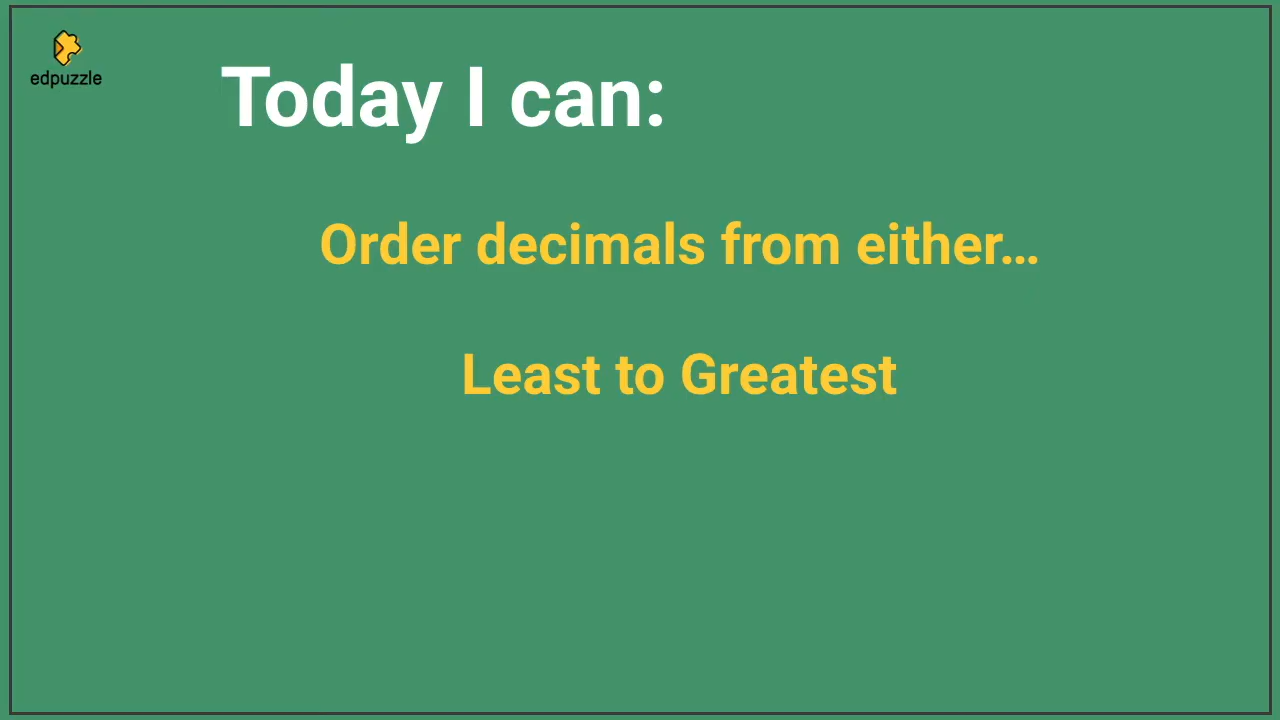 edpuzzle
Today I can:
Order decimals from either...
Least to Greatest